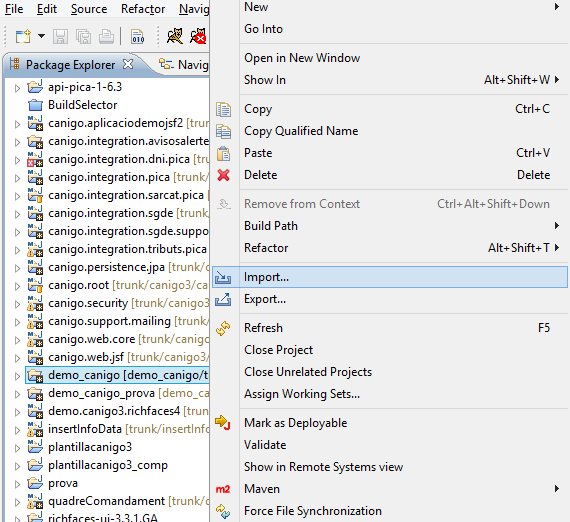 File Edit Source Refactor Navig
Package Explorer
Navig
api-pica-1-6.3
BuildSelector
canigo.aplicaciodemojsf2 [trun
canigo.integration.avisosalerte
canigo.integration.dni.pica [tru
canigo.integration.pica [trunk/
canigo.integration.sarcat.pica [
canigo.integration.sgde [trunk/
canigo.integration.sgde.suppo
canigo.integration.tributs.pica
canigo.persistence.jpa [trunk/c
canigo.root [trunk/canigo3/ca
canigo.security [trunk/canigo3
canigo.support.mailing [trunk/
canigo.web.core [trunk/canigo
canigo.web.jsf [trunk/canigo3/
demo_canigo [demo_canigo/t
demo_canigo_prova [demo_ca
demo.canigo3.richfaces4 [trunk
insertInfoData [trunk/insertInfo
plantillacanigo3
plantillacanigo3_comp
prova
quadreComandament [trunk/
richfaces-ui-3.3.1.GA
New
Go Into
Open in New Window
Show In Alt+Shift+W
Copy Ctrl+C
Copy Qualified Name
Paste Ctrl+V
Delete Delete
Remove from Context Ctrl+Alt+Shift+Down
Build Path
Refactor Alt+Shift+T
Import...
Export...
Refresh F5
Close Project
Close Unrelated Projects
Assign Working Sets...
Mark as Deployable
Validate
Show in Remote Systems view
m2 Maven
Force File Synchronization